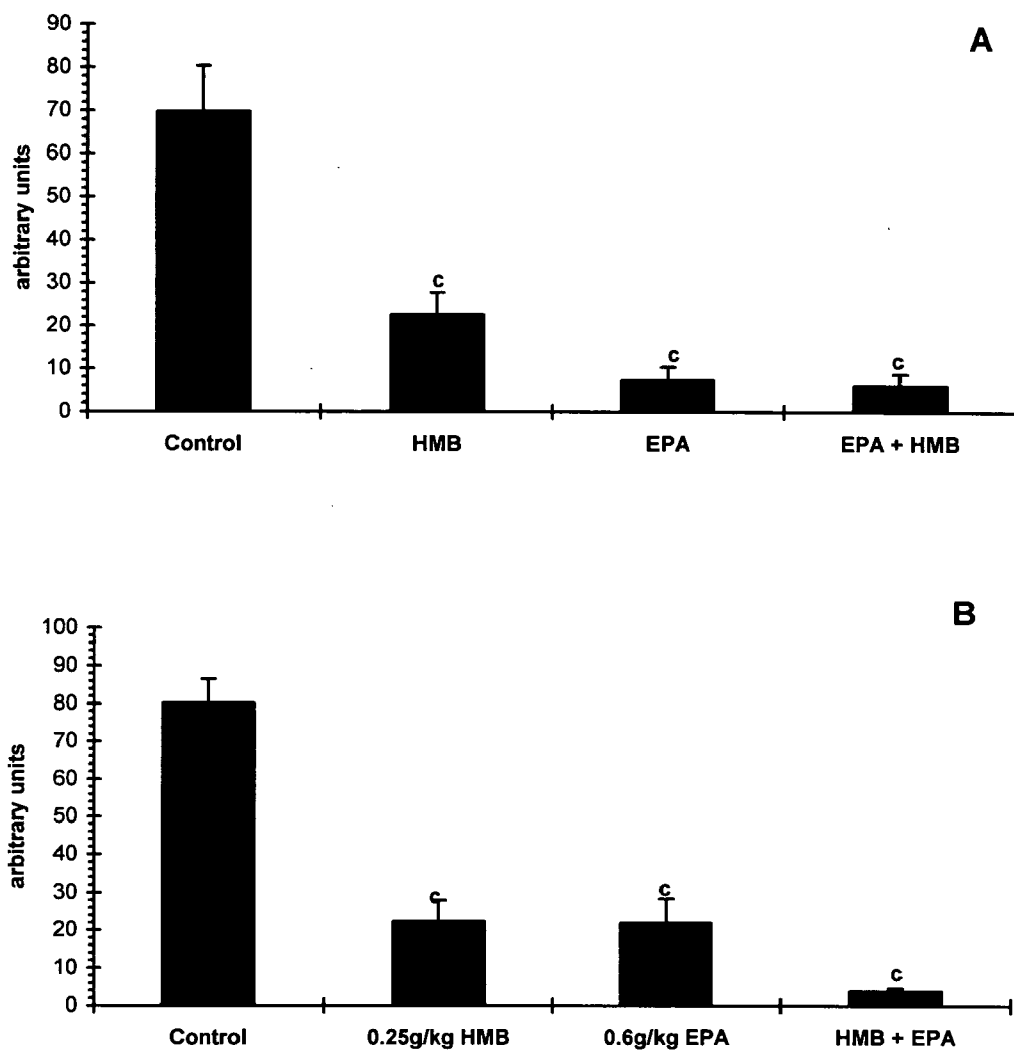 A
90
80
70
60
50
40
30
20
10
0
arbitrary units
c
c
c
Control HMB EPA EPA + HMB
B
100
90
80
70
60
50
40
30
20
10
0
arbitrary units
c
c
c
Control 0.25g/kg HMB 0.6g/kg EPA HMB + EPA